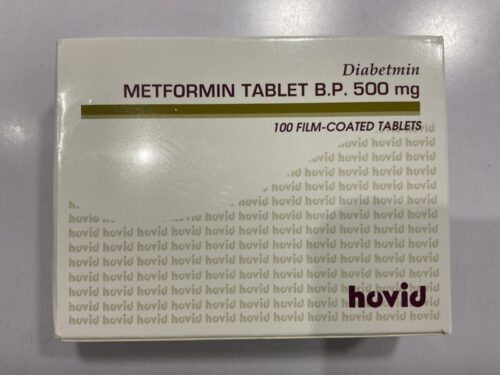 Diabetmin
METFORMIN TABLET B.P. 500 mg
100 FILM-COATED TABLETS
hovid